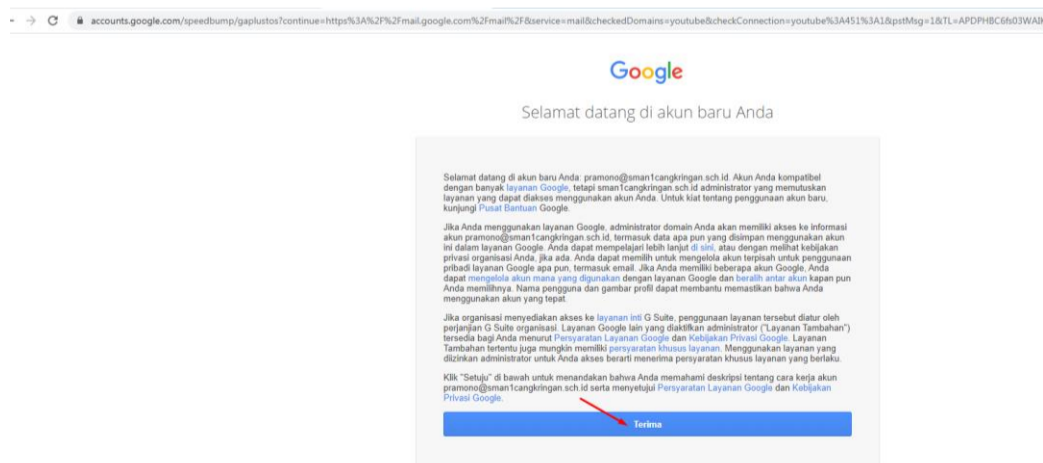 accounts.google.com/speedbump/gaplustos?continue=https%3A%2F%2Fmail.google.com%2Fmail%2F&service=mail&checkedDomains=youtube&checkConnection=youtube%3A451%3A1&pstMsg=1&TL=APDPHBC6fs03WAIK
Google
Selamat datang di akun baru Anda
Selamat datang di akun baru Anda: pramono@sman1cangkringan.sch.id. Akun Anda kompatibel
dengan banyak layanan Google, tetapi sman1cangkringan.sch.id administrator yang memutuskan
layanan yang dapat diakses menggunakan akun Anda. Untuk kiat tentang penggunaan akun baru,
kunjungi Pusat Bantuan Google.
Jika Anda menggunakan layanan Google, administrator domain Anda akan memiliki akses ke informasi
akun pramono@sman1cangkringan.sch.id, termasuk data apa pun yang disimpan menggunakan akun
ini dalam layanan Google. Anda dapat mempelajari lebih lanjut di sini, atau dengan melihat kebijakan
privasi organisasi Anda, jika ada. Anda dapat memilih untuk mengelola akun terpisah untuk penggunaan
pribadi layanan Google apa pun, termasuk email. Jika Anda memiliki beberapa akun Google, Anda
dapat mengelola akun mana yang digunakan dengan layanan Google dan beralih antar akun kapan pun
Anda memilihnya. Nama pengguna dan gambar profil dapat membantu memastikan bahwa Anda
menggunakan akun yang tepat.
Jika organisasi menyediakan akses ke layanan inti G Suite, penggunaan layanan tersebut diatur oleh
perjanjian G Suite organisasi. Layanan Google lain yang diaktifkan administrator ("Layanan Tambahan")
tersedia bagi Anda menurut Persyaratan Layanan Google dan Kebijakan Privasi Google. Layanan
Tambahan tertentu juga mungkin memiliki persyaratan khusus layanan. Menggunakan layanan yang
diizinkan administrator untuk Anda akses berarti menerima persyaratan khusus layanan yang berlaku.
Klik "Setuju" di bawah untuk menandakan bahwa Anda memahami deskripsi tentang cara kerja akun
pramono@sman1cangkringan.sch.id serta menyetujui Persyaratan Layanan Google dan Kebijakan
Privasi Google.
Terima